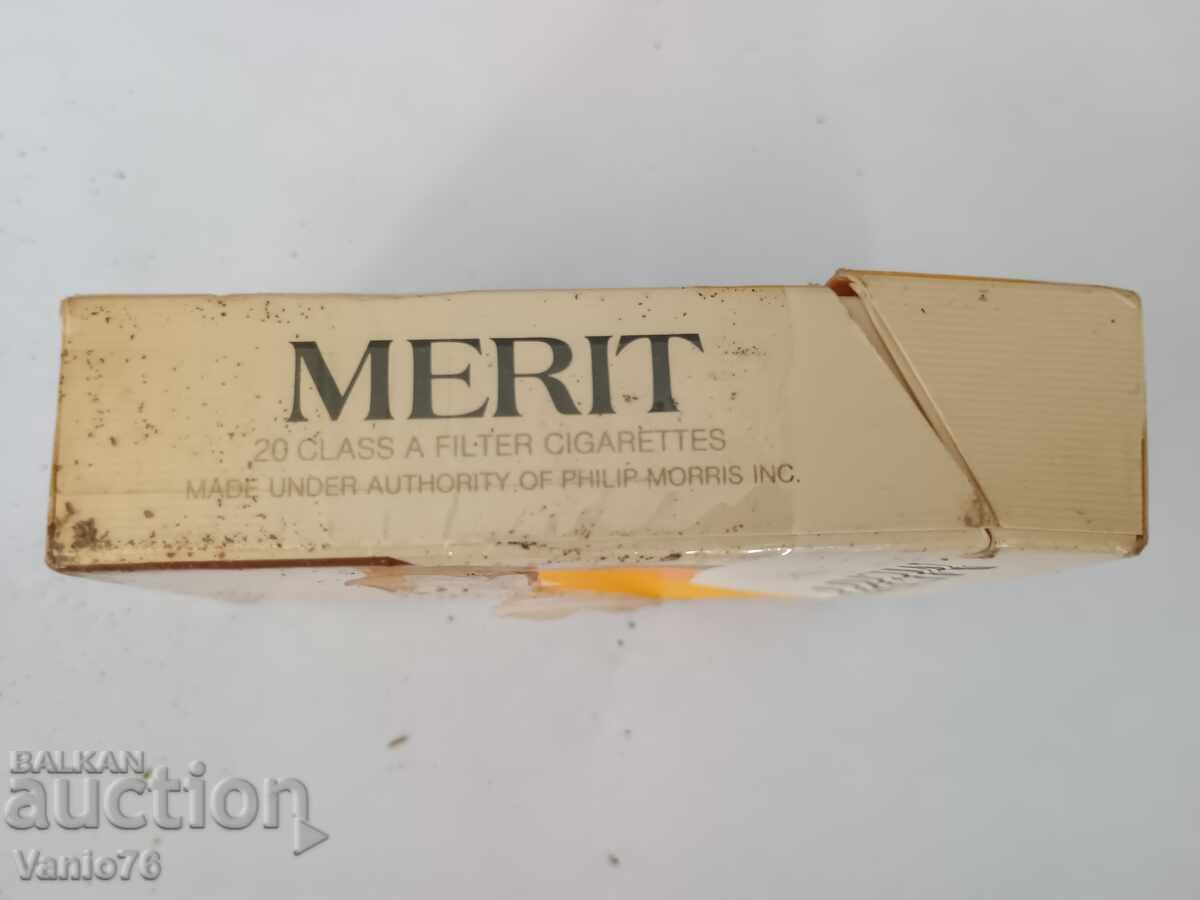 MERIT
20 CLASS A FILTER CIGARETTES
MADE UNDER AUTHORITY OF PHILIP MORRIS INC.
BALKAN
auction
Vanio76